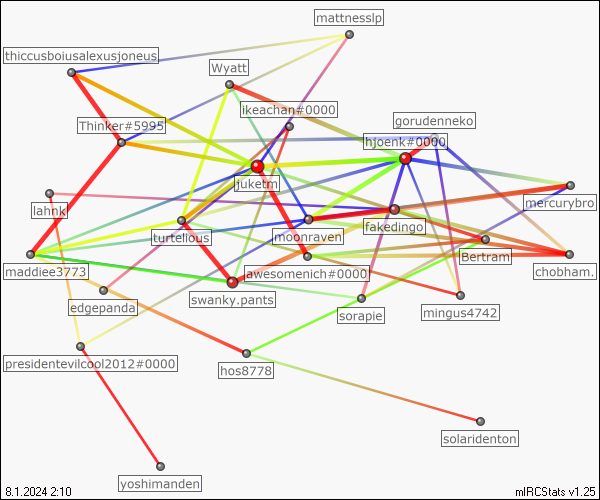 mattnesslp
thiccusboiusalexusjoneus
Wyatt
ikeachan#0000
gorudenneko
Thinker#5995
hjoenk#0000
juketm
mercurybro
lahnk
fakedingo
turtelious
moonraven
Bertram
maddiee3773
awesomenich#0000
chobham.
swanky.pants
edgepanda
sorapie
mingus4742
presidentevilcool2012#0000
hos8778
solaridenton
yoshimanden
8.1.2024 2:10
mIRCStats v1.25